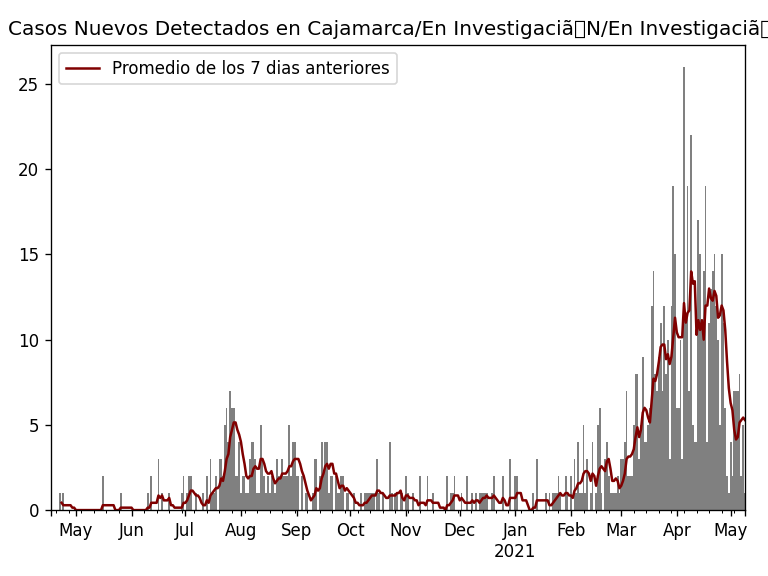 Casos Nuevos Detectados en Cajamarca/En Investigaciã▯N/En Investigaciã▯
Promedio de los 7 dias anteriores
25
20
15
10
5
0
May Jun Jul Aug Sep Oct Nov Dec Jan Feb Mar Apr May
2021